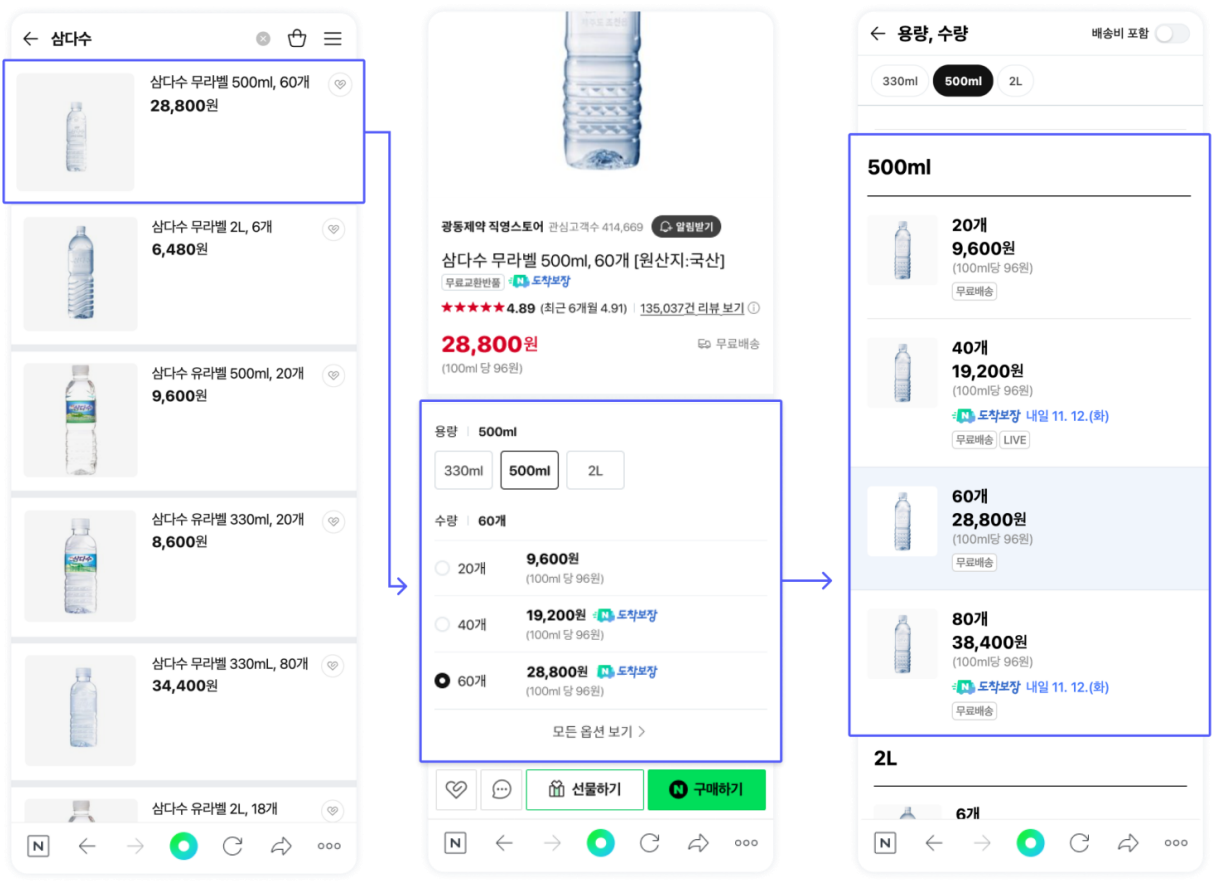 삼다수
삼다수 무라벨 500ml, 60개
28,800원
삼다수 무라벨 2L, 6개
6,480원
삼다수 유라벨 500ml, 20개
9,600원
삼다수 유라벨 330ml, 20개
8,600원
삼다수 무라벨 330mL, 80개
34,400원
삼다수 유라벨 2L, 18개
N
광동제약 직영스토어 관심고객수 414,669 알림받기
삼다수 무라벨 500ml, 60개 [원산지:국산]
무료교환반품 N 도착보장
★★★★★4.89 (최근 6개월 4.91) 135,037건 리뷰 보기
28,800원 무료배송
(100ml 당 96원)
용량 500ml
330ml 500ml 2L
수량 60개
20개 9,600원
(100ml 당 96원)
40개 19,200원 N 도착보장
(100ml 당 96원)
60개 28,800원 N 도착보장
(100ml 당 96원)
모든 옵션 보기
선물하기 N 구매하기
N
용량, 수량 배송비 포함
330ml 500ml 2L
500ml
20개
9,600원
(100ml당 96원)
무료배송
40개
19,200원
(100ml당 96원)
N 도착보장 내일 11. 12.(화)
무료배송 LIVE
60개
28,800원
(100ml당 96원)
무료배송
80개
38,400원
(100ml당 96원)
N 도착보장 내일 11. 12.(화)
무료배송
2L
6개
N